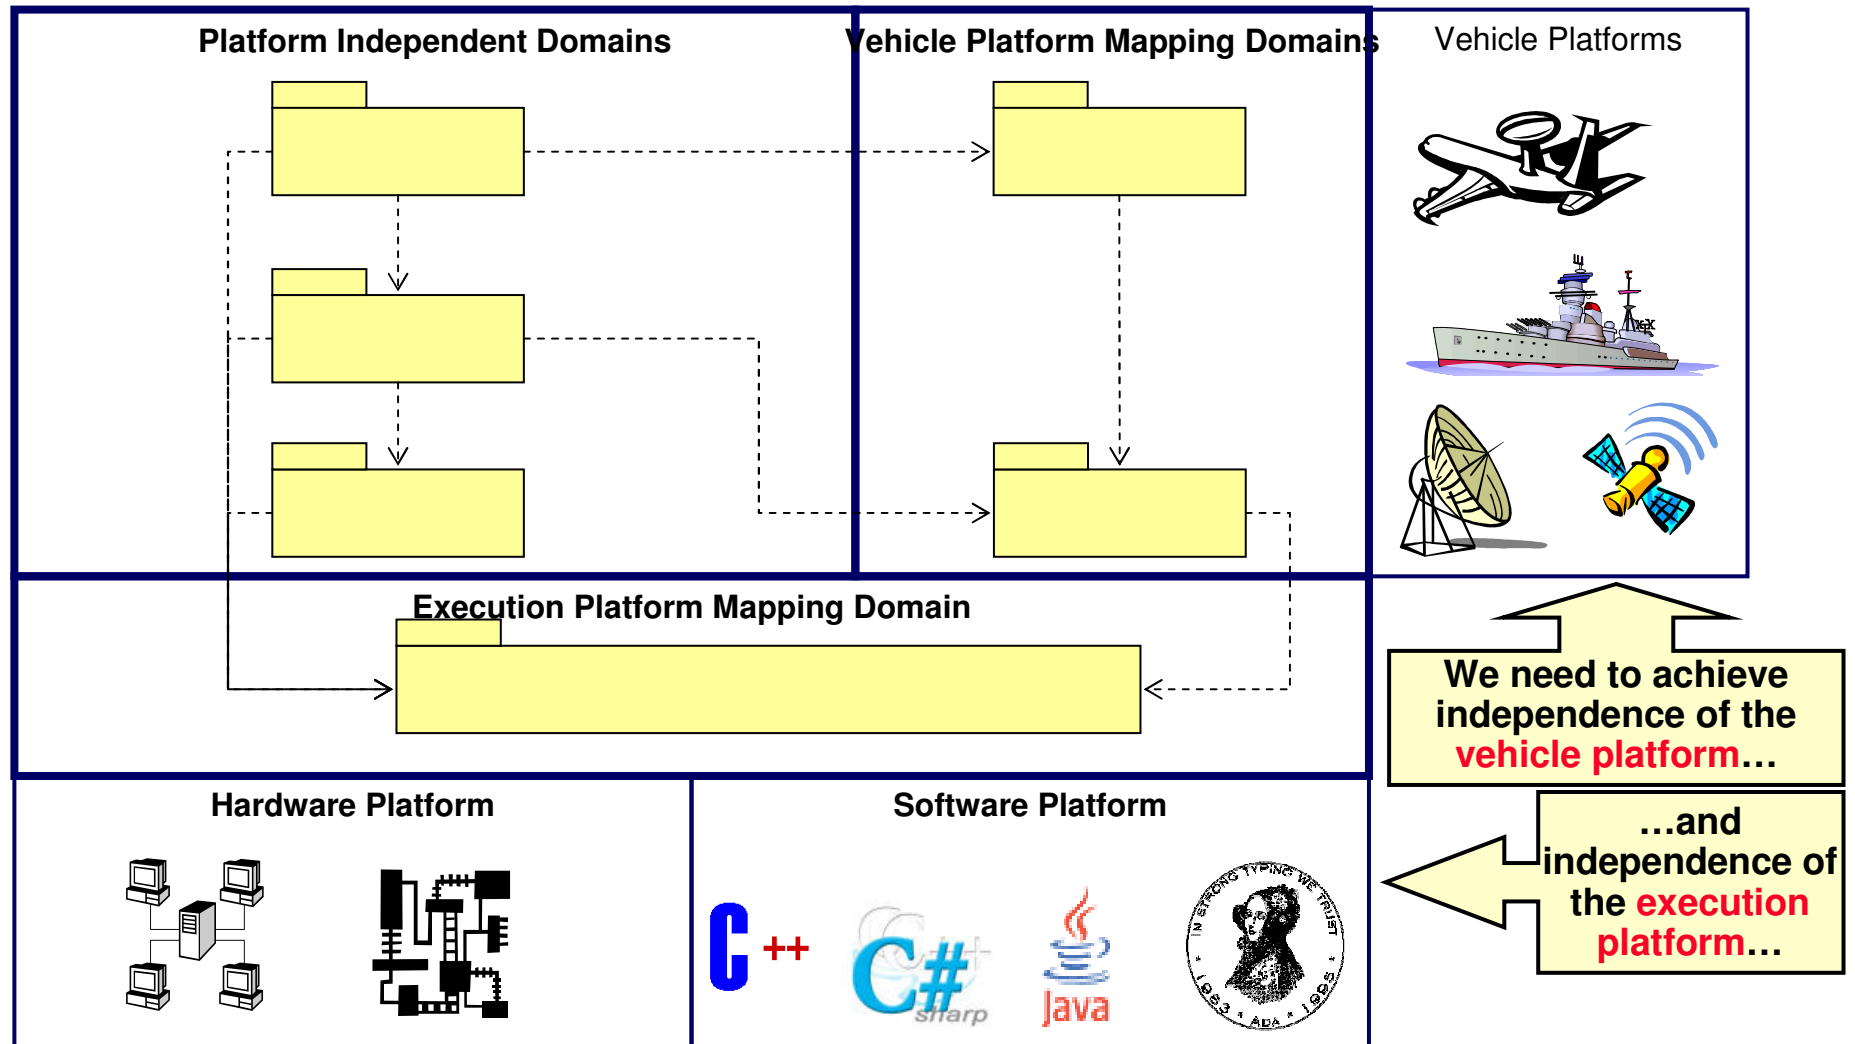 Platform Independent Domains
Vehicle Platform Mapping Domains
Vehicle Platforms
Execution Platform Mapping Domain
We need to achieve
independence of the
vehicle platform…
Hardware Platform
Software Platform
…and
independence of
the execution
platform…
C ++
C#
sharp
Java
IN STRONG TYPING WE TRUST
* 1983 * ADA * 1995 *